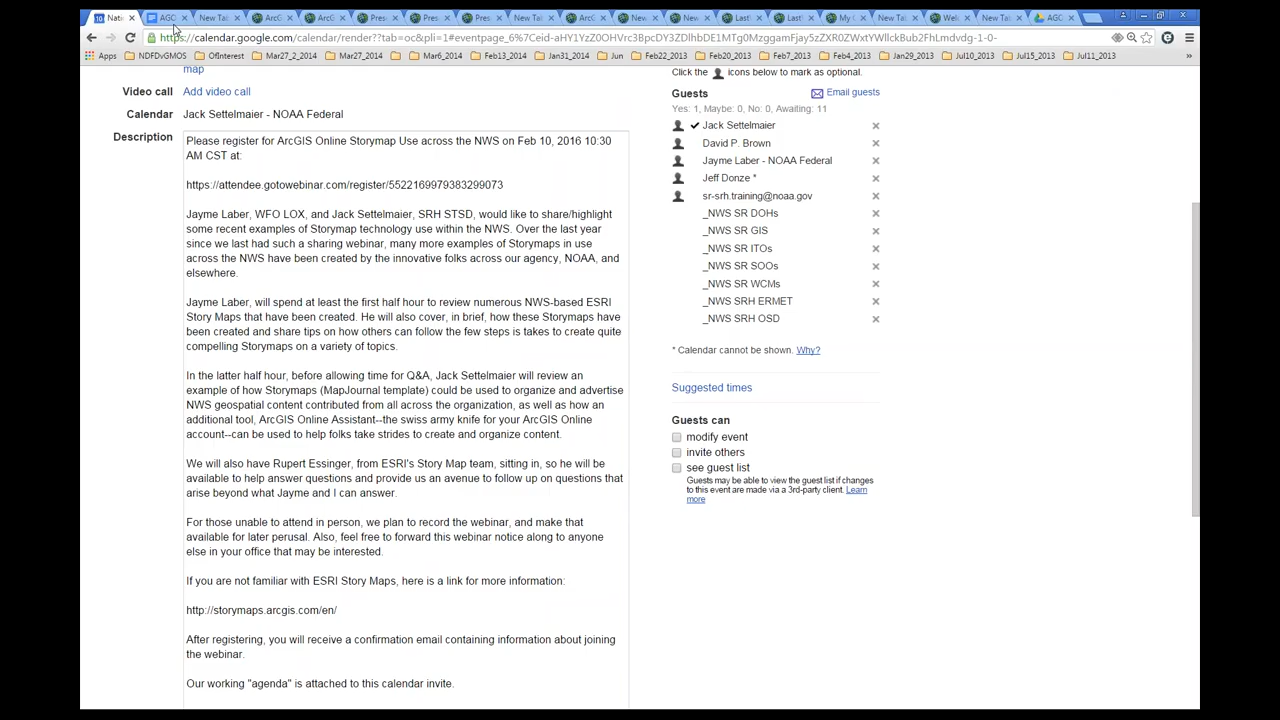 Nati
AGO
New Tab
ArcG
ArcG
Pres
Pres
Pres
New Tab
ArcG
New
New
Last
Last
My C
New Tab
Welc
New Tab
AGO
https://calendar.google.com/calendar/render??tab=oc&pli=1#eventpage_6%7Ceid-aHY1YzZ0OHVrc3BpcDY3ZDlhbDE1MTg0MzggamFjay5zZXR0ZWxtYWllckBub2FhLmdvdg-1-0-
Apps NDFDvGMOS OfInterest Mar27_2_2014 Mar27_2014 Mar6_2014 Feb13_2014 Jan31_2014 Jun Feb22_2013 Feb20_2013 Feb7_2013 Feb4_2013 Jan29_2013 Jul10_2013 Jul15_2013 Jul11_2013 »
map
Video call Add video call
Calendar Jack Settelmaier - NOAA Federal
Description
Please register for ArcGIS Online Storymap Use across the NWS on Feb 10, 2016 10:30
AM CST at:
https://attendee.gotowebinar.com/register/5522169979383299073
Jayme Laber, WFO LOX, and Jack Settelmaier, SRH STSD, would like to share/highlight
some recent examples of Storymap technology use within the NWS. Over the last year
since we last had such a sharing webinar, many more examples of Storymaps in use
across the NWS have been created by the innovative folks across our agency, NOAA, and
elsewhere.
Jayme Laber, will spend at least the first half hour to review numerous NWS-based ESRI
Story Maps that have been created. He will also cover, in brief, how these Storymaps have
been created and share tips on how others can follow the few steps is takes to create quite
compelling Storymaps on a variety of topics.
In the latter half hour, before allowing time for Q&A, Jack Settelmaier will review an
example of how Storymaps (MapJournal template) could be used to organize and advertise
NWS geospatial content contributed from all across the organization, as well as how an
additional tool, ArcGIS Online Assistant--the swiss army knife for your ArcGIS Online
account--can be used to help folks take strides to create and organize content.
We will also have Rupert Essinger, from ESRI's Story Map team, sitting in, so he will be
available to help answer questions and provide us an avenue to follow up on questions that
arise beyond what Jayme and I can answer.
For those unable to attend in person, we plan to record the webinar, and make that
available for later perusal. Also, feel free to forward this webinar notice along to anyone
else in your office that may be interested.
If you are not familiar with ESRI Story Maps, here is a link for more information:
http://storymaps.arcgis.com/en/
After registering, you will receive a confirmation email containing information about joining
the webinar.
Our working "agenda" is attached to this calendar invite.
Click the icons below to mark as optional.
Guests Email guests
Yes: 1, Maybe: 0, No: 0, Awaiting: 11
Jack Settelmaier
David P. Brown
Jayme Laber - NOAA Federal
Jeff Donze *
sr-srh.training@noaa.gov
_NWS SR DOHs
_NWS SR GIS
_NWS SR ITOs
_NWS SR SOOs
_NWS SR WCMs
_NWS SRH ERMET
_NWS SRH OSD
* Calendar cannot be shown. Why?
Suggested times
Guests can
modify event
invite others
see guest list
Guests may be able to view the guest list if changes
to this event are made via a 3rd-party client. Learn
more